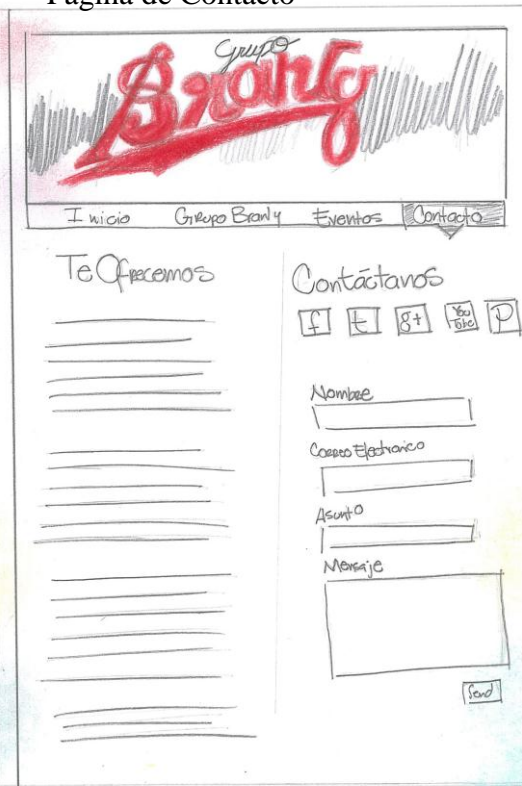 Página de Contacto
Grupo
Branly
Inicio Grupo Branly Eventos Contacto
Te Ofrecemos
Contáctanos
f t g+ You Tube P
Nombre
Correo Electronico
Asunto
Mensaje
Send